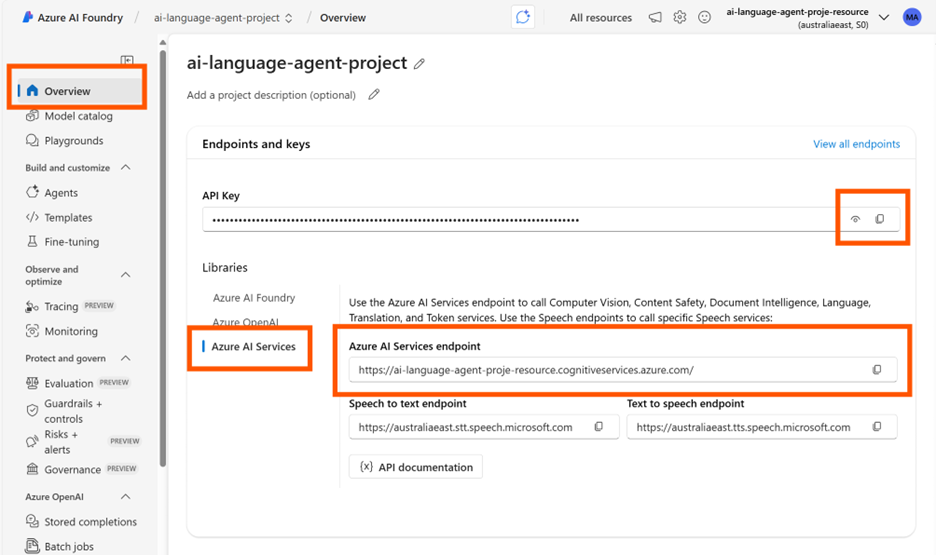 Azure AI Foundry / ai-language-agent-project / Overview
All resources
ai-language-agent-proje-resource
(australiaeast, S0)
MA
Overview
Model catalog
Playgrounds
Build and customize
Agents
Templates
Fine-tuning
Observe and
optimize
Tracing PREVIEW
Monitoring
Protect and govern
Evaluation PREVIEW
Guardrails +
controls
Risks +
alerts
PREVIEW
Governance PREVIEW
Azure OpenAI
Stored completions
Batch jobs
ai-language-agent-project
Add a project description (optional)
Endpoints and keys
View all endpoints
API Key
Libraries
Azure AI Foundry
Azure OpenAI
Azure AI Services
Use the Azure AI Services endpoint to call Computer Vision, Content Safety, Document Intelligence, Language,
Translation, and Token services. Use the Speech endpoints to call specific Speech services:
Azure AI Services endpoint
https://ai-language-agent-proje-resource.cognitiveservices.azure.com/
Speech to text endpoint
https://australiaeast.stt.speech.microsoft.com
Text to speech endpoint
https://australiaeast.tts.speech.microsoft.com
{x} API documentation